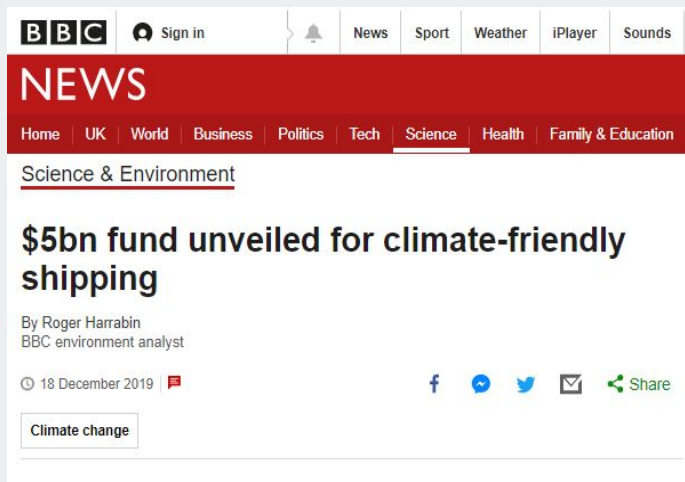 BBC Sign in News Sport Weather iPlayer Sounds
NEWS
Home UK World Business Politics Tech Science Health Family & Education
Science & Environment
$5bn fund unveiled for climate-friendly
shipping
By Roger Harrabin
BBC environment analyst
18 December 2019 Share
Climate change